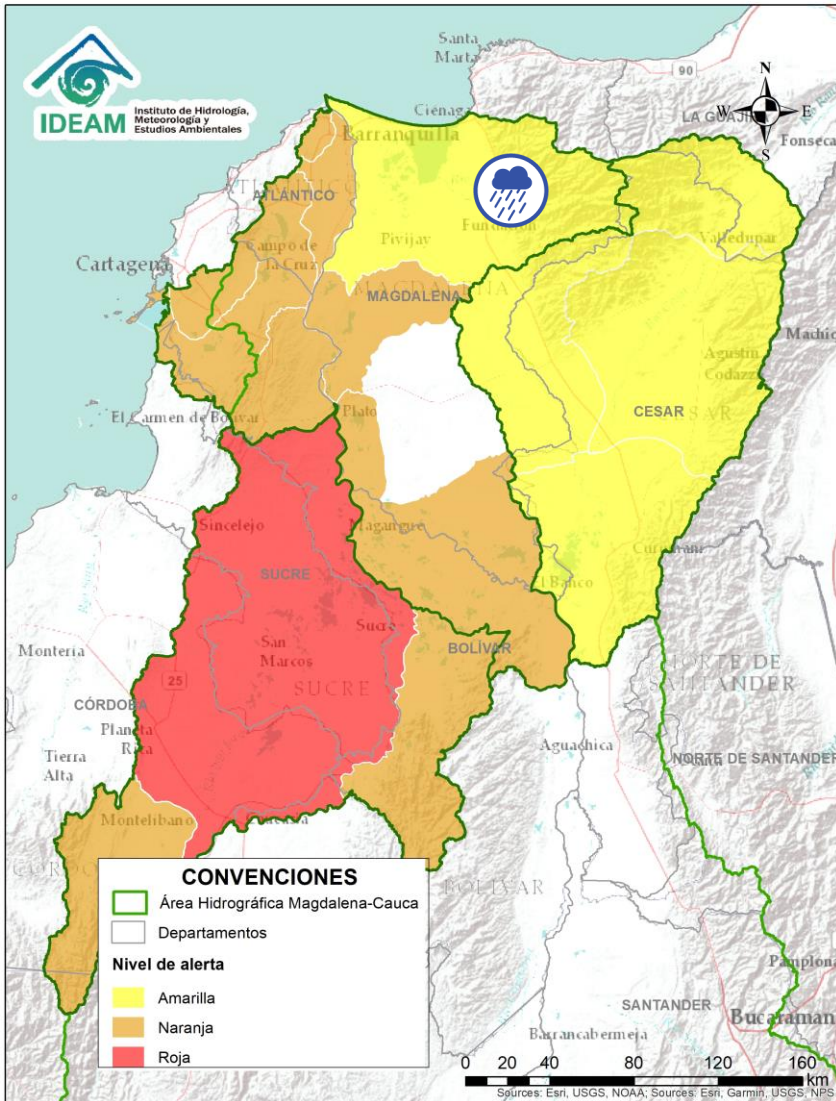 IDEAM
Instituto de Hidrología,
Meteorología y
Estudios Ambientales
Santa
Marta
90
N
W
E
S
LA GUAJI
Fonseca
Ciénaga
Barranquilla
ATLÁNTICO
Pivijay
Fundación
Valledupar
Cartagena
Campo de
la Cruz
MAGDALENA
Agustín
Codazzi
CESAR
El Carmen de Bolívar
Plato
Sincelejo
Magangué
SUCRE
El Banco
Sucre
San
Marcos
SUCRE
BOLÍVAR
Montería
25
CÓRDOBA
Planeta
Rica
Tierra
Alta
NORTE DE
SANTANDER
NORTE DE SANTANDER
Aguachica
Montelíbano
BOLÍVAR
CONVENCIONES
Área Hidrográfica Magdalena-Cauca
Departamentos
Nivel de alerta
Amarilla
Naranja
Roja
Pamplona
SANTANDER
Bucaraman
Barrancabermeja
0 20 40 80 120 160
km
Sources: Esri, USGS, NOAA; Sources: Esri, Garmin, USGS, NPS